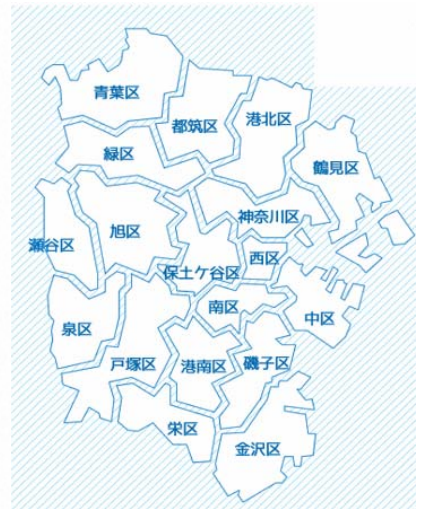 青葉区
都筑区
港北区
緑区
鶴見区
神奈川区
旭区
瀬谷区
西区
保土ケ谷区
南区
中区
泉区
戸塚区
港南区
磯子区
栄区
金沢区